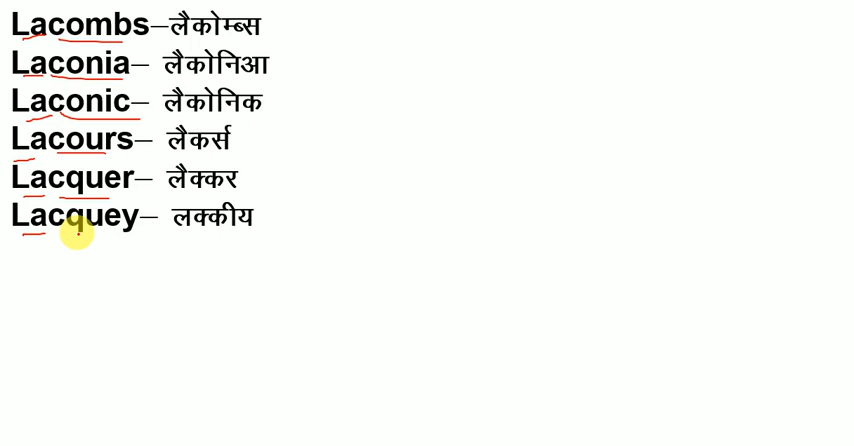 Lacombs–लैकोम्ब्स
Laconia– लैकोनिआ
Laconic– लैकोनिक
Lacours– लैकर्स
Lacquer– लैक्कर
Lacquey– लक्कीय